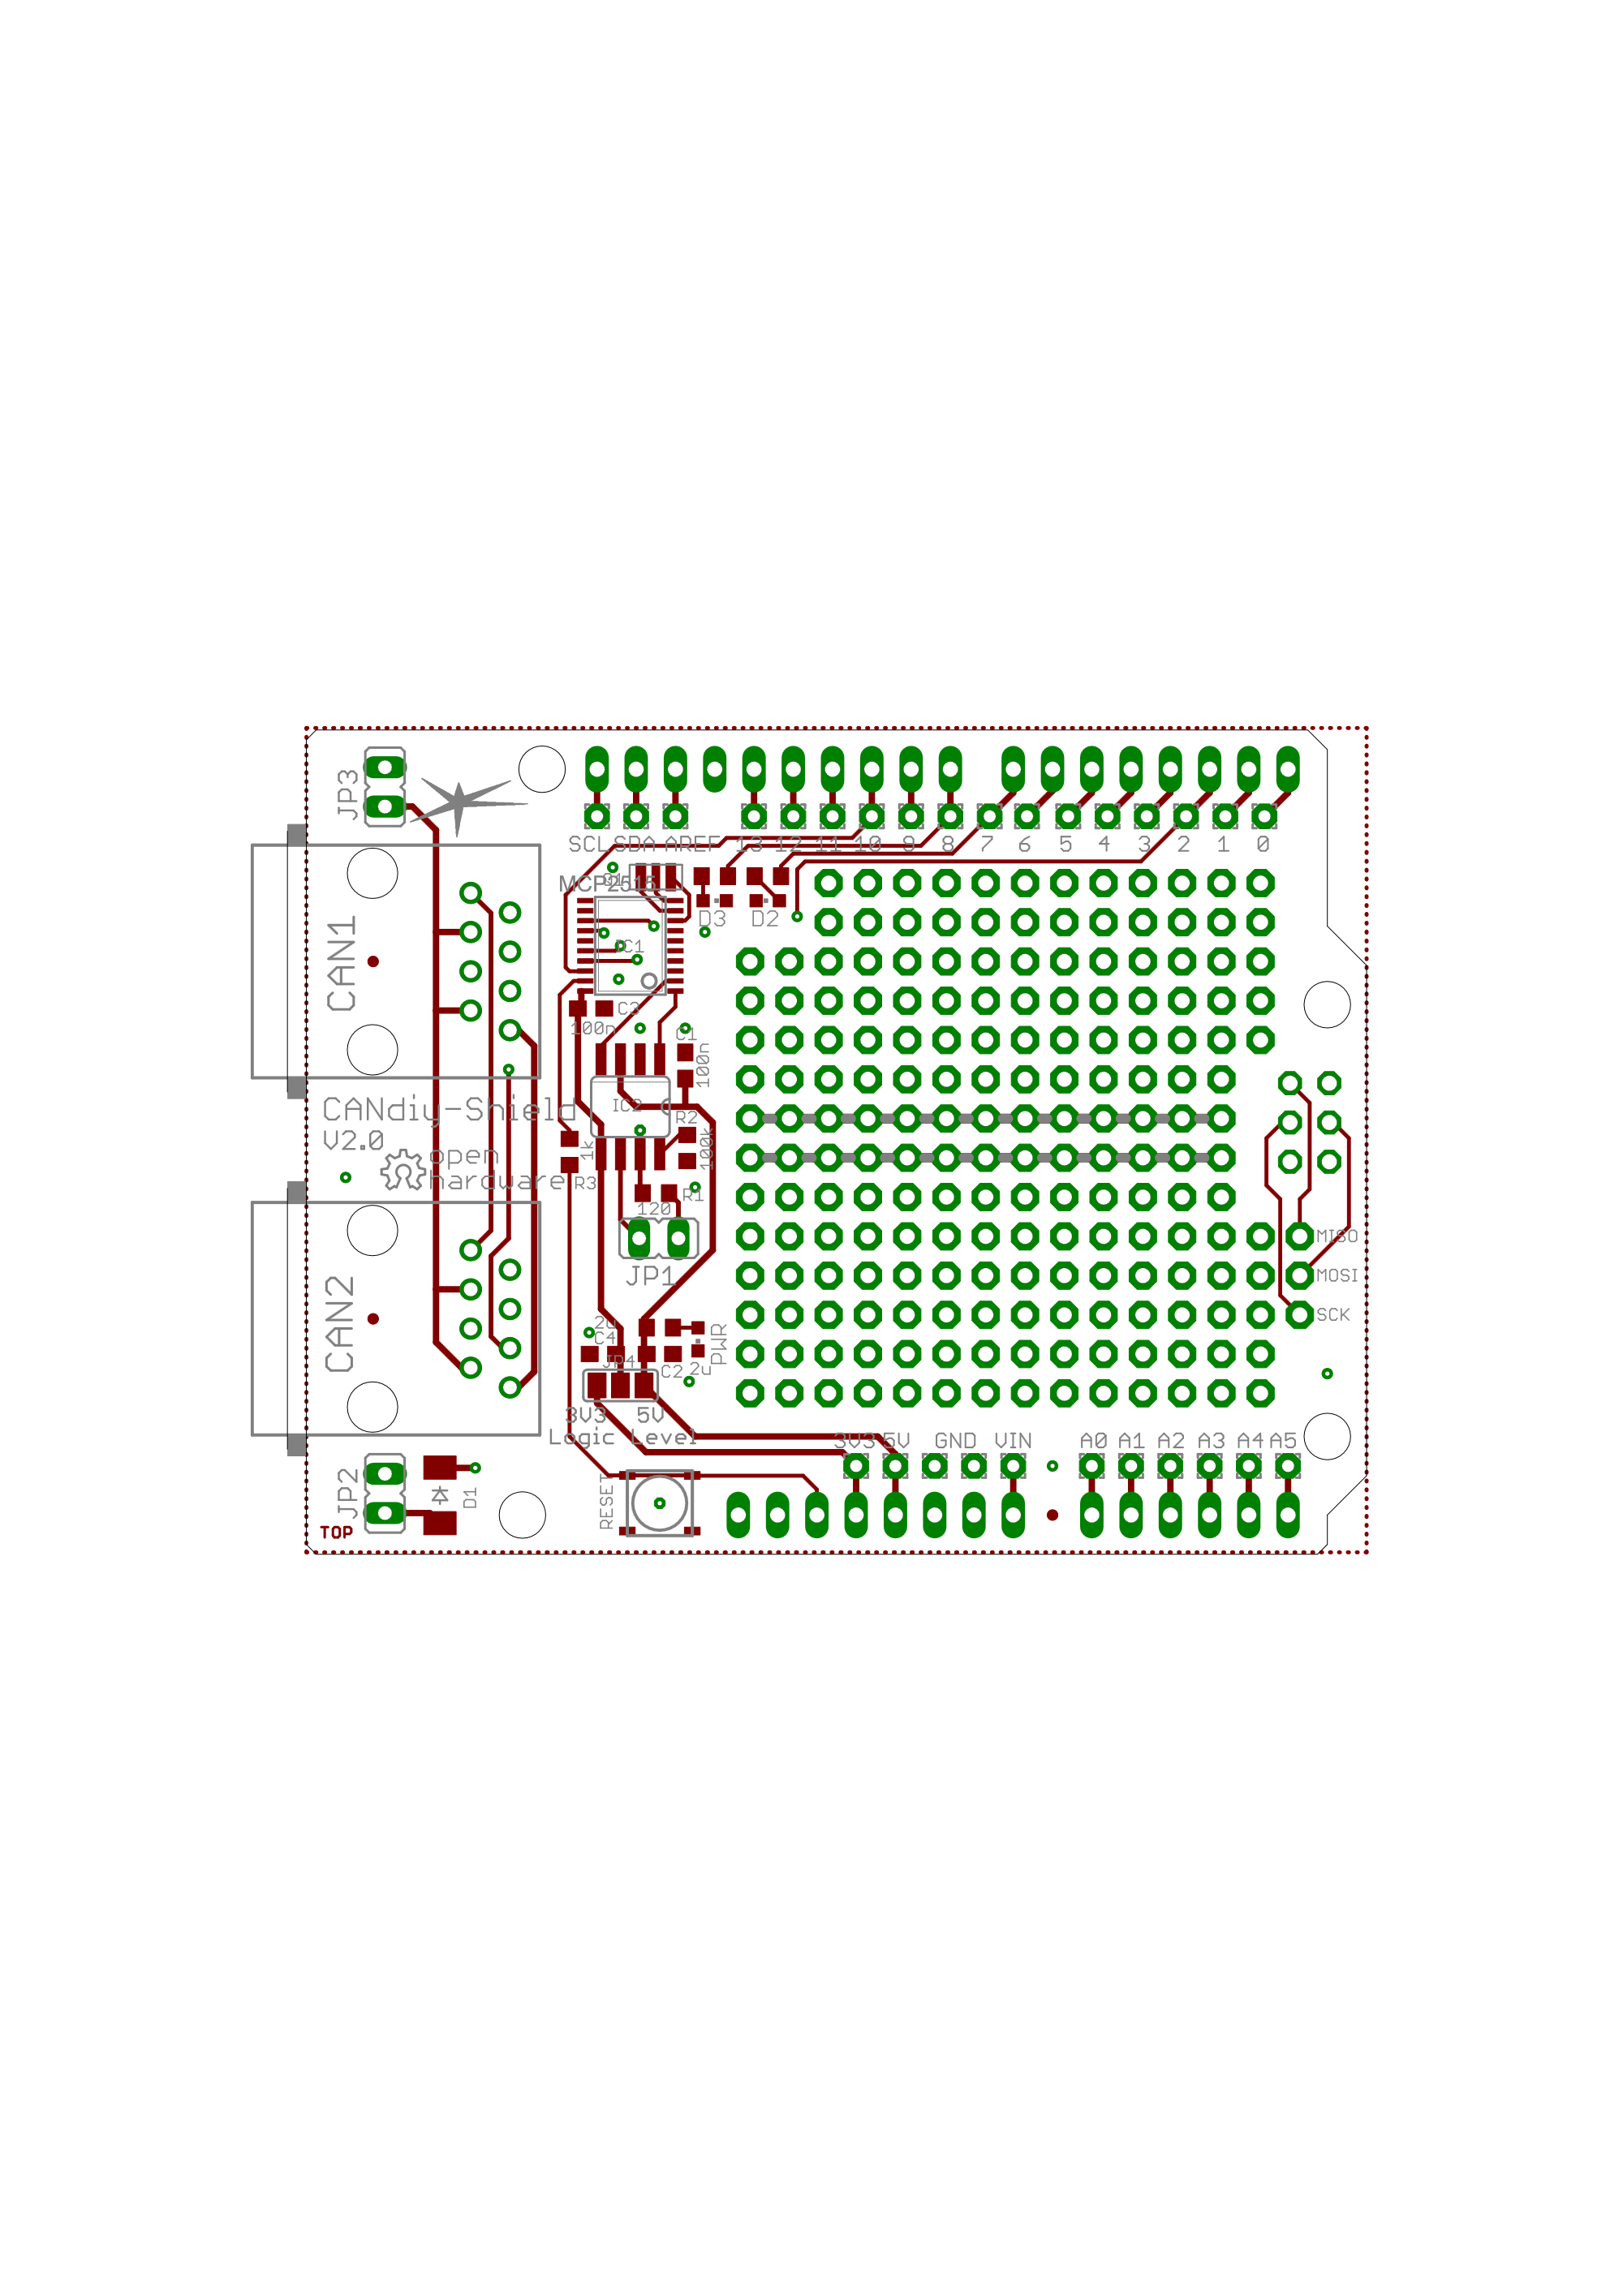 JP3
SCL SDA AREF 13 12 11 10 9 8 7 6 5 4 3 2 1 0
MCP2515
D3 D2
CAN1
IC1
C3
100n
C1
100n
CANdiy-Shield
V2.0
open
hardware
IC2
R2
100k
1k
R3
R1
120
JP1
MISO
MOSI
SCK
CAN2
2u
C4
JP4
C2
2u
PWR
3V3 5V
Logic Level
3V3 5V GND VIN A0 A1 A2 A3 A4 A5
JP2
D1
RESET
TOP